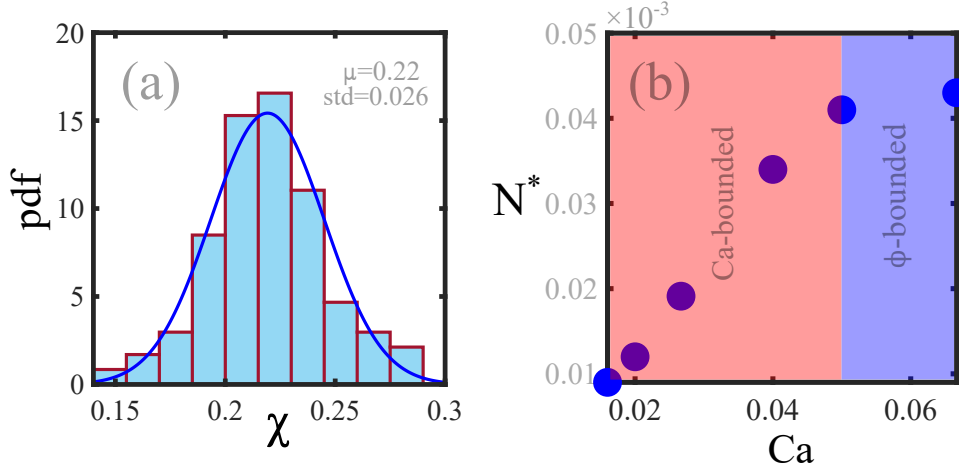 (a)
μ=0.22
std=0.026
20
15
10
5
0
0.15
0.2
0.25
0.3
pdf
χ
(b)
×10⁻³
0.05
0.04
0.03
0.02
0.01
N*
Ca-bounded
ϕ-bounded
0.02
0.04
0.06
Ca